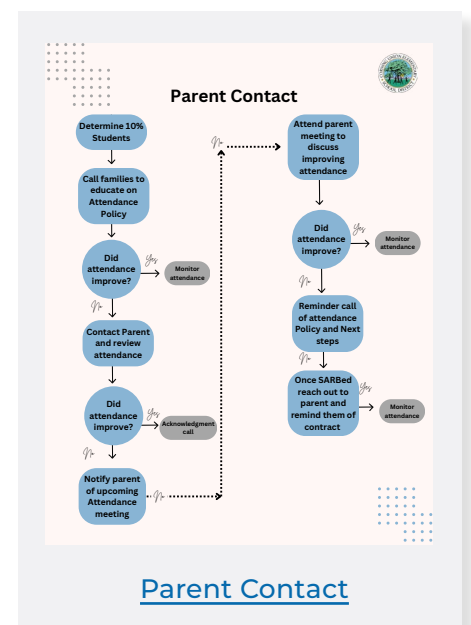 Parent Contact
Determine 10%
Students
Call families to
educate on
Attendance
Policy
Did
attendance
improve?
Yes
Monitor
attendance
No
Contact Parent
and review
attendance
Did
attendance
improve?
Yes
Acknowledgment
call
No
Notify parent
of upcoming
Attendance
meeting
No
No
Attend parent
meeting to
discuss
improving
attendance
Did
attendance
improve?
Yes
Monitor
attendance
No
Reminder call
of attendance
Policy and Next
steps
No
Once SARBed
reach out to
parent and
remind them of
contract
Yes
Monitor
attendance
Parent Contact